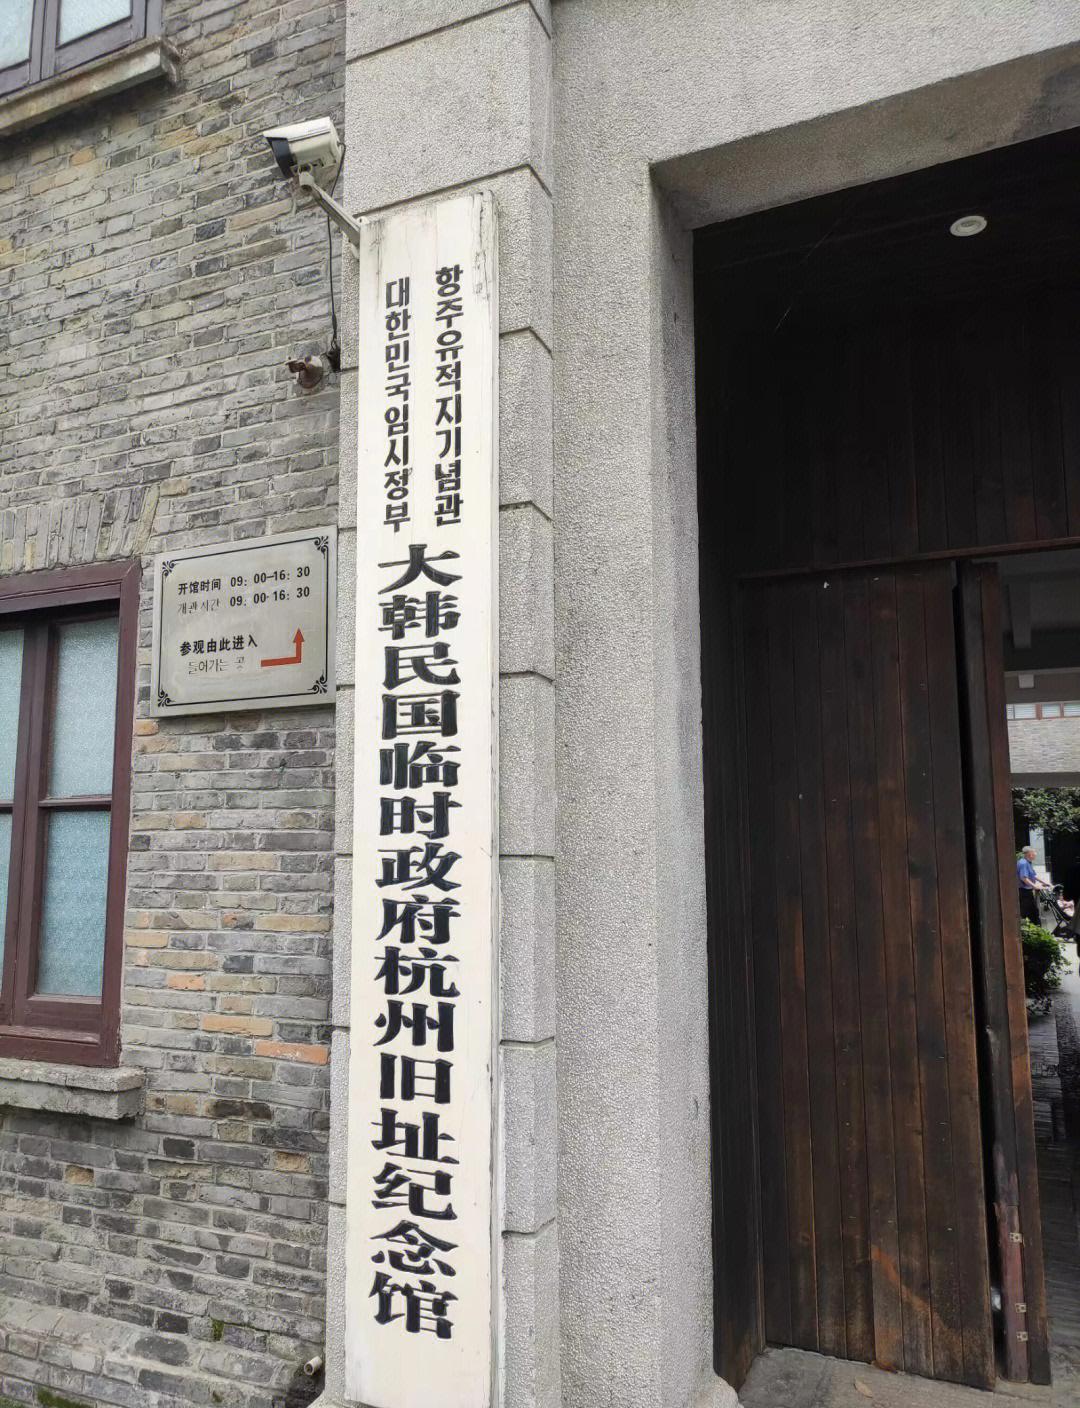 대한민국임시정부
항주유적지기념관
大韩民国临时政府杭州旧址纪念馆
开馆时间 09：00-16：30
개관시간 09：00-16：30
参观由此进入
들어가는 곳